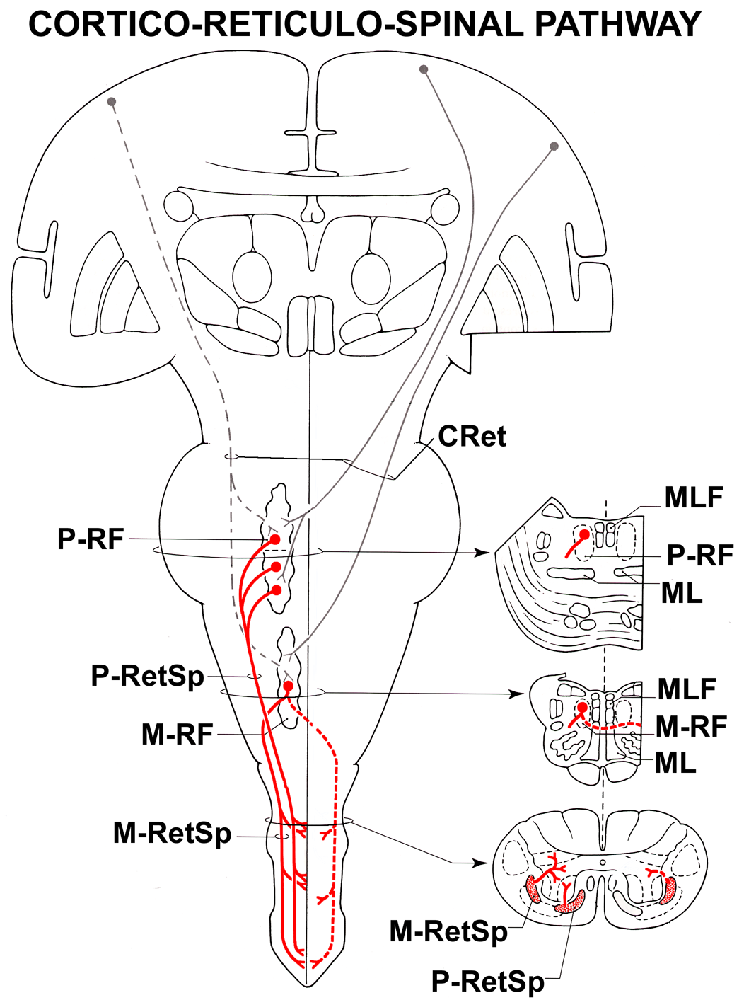 CORTICO-RETICULO-SPINAL PATHWAY
CRet
P-RF
P-RetSp
M-RF
M-RetSp
MLF
P-RF
ML
MLF
M-RF
ML
M-RetSp
P-RetSp